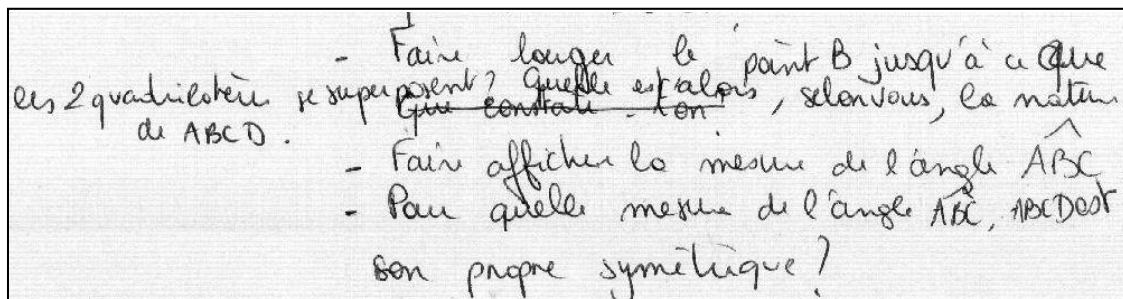 - Faire bouger le point B jusqu'à ce que
les 2 quadrilatères se superposent? Quelle est alors, selon vous, la nature
de ABCD.
Que constate-t-on
- Faire afficher la mesure de l'angle ABC
- Pour quelle mesure de l'angle ABC, ABCD est
son propre symétrique?